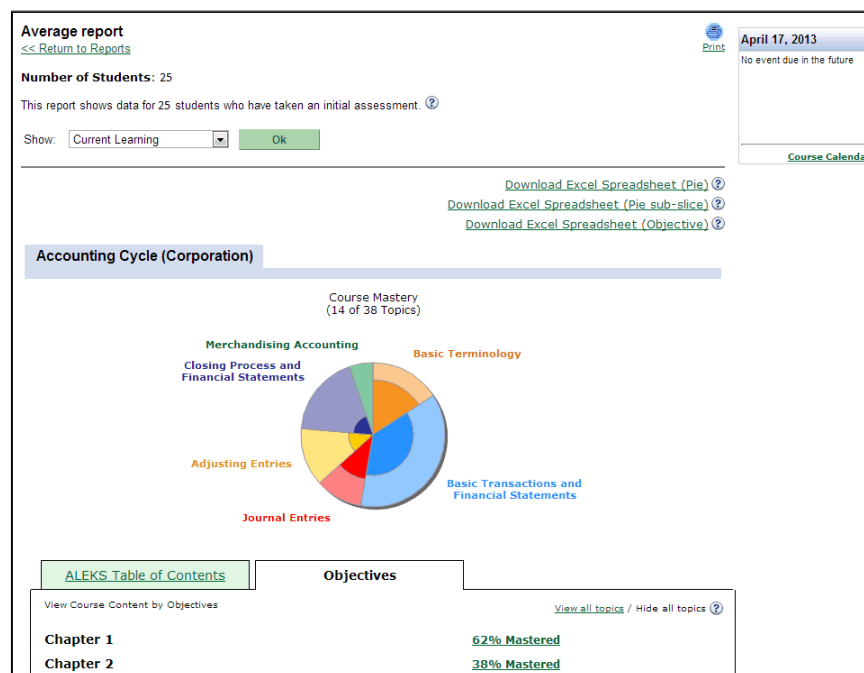 Average report
<< Return to Reports
Print
Number of Students: 25
This report shows data for 25 students who have taken an initial assessment. ?
Show: Current Learning Ok
April 17, 2013
No event due in the future
Course Calenda
Download Excel Spreadsheet (Pie) ?
Download Excel Spreadsheet (Pie sub-slice) ?
Download Excel Spreadsheet (Objective) ?
Accounting Cycle (Corporation)
Course Mastery
(14 of 38 Topics)
Merchandising Accounting
Basic Terminology
Closing Process and
Financial Statements
Adjusting Entries
Basic Transactions and
Financial Statements
Journal Entries
ALEKS Table of Contents
Objectives
View Course Content by Objectives
View all topics / Hide all topics ?
Chapter 1 62% Mastered
Chapter 2 38% Mastered